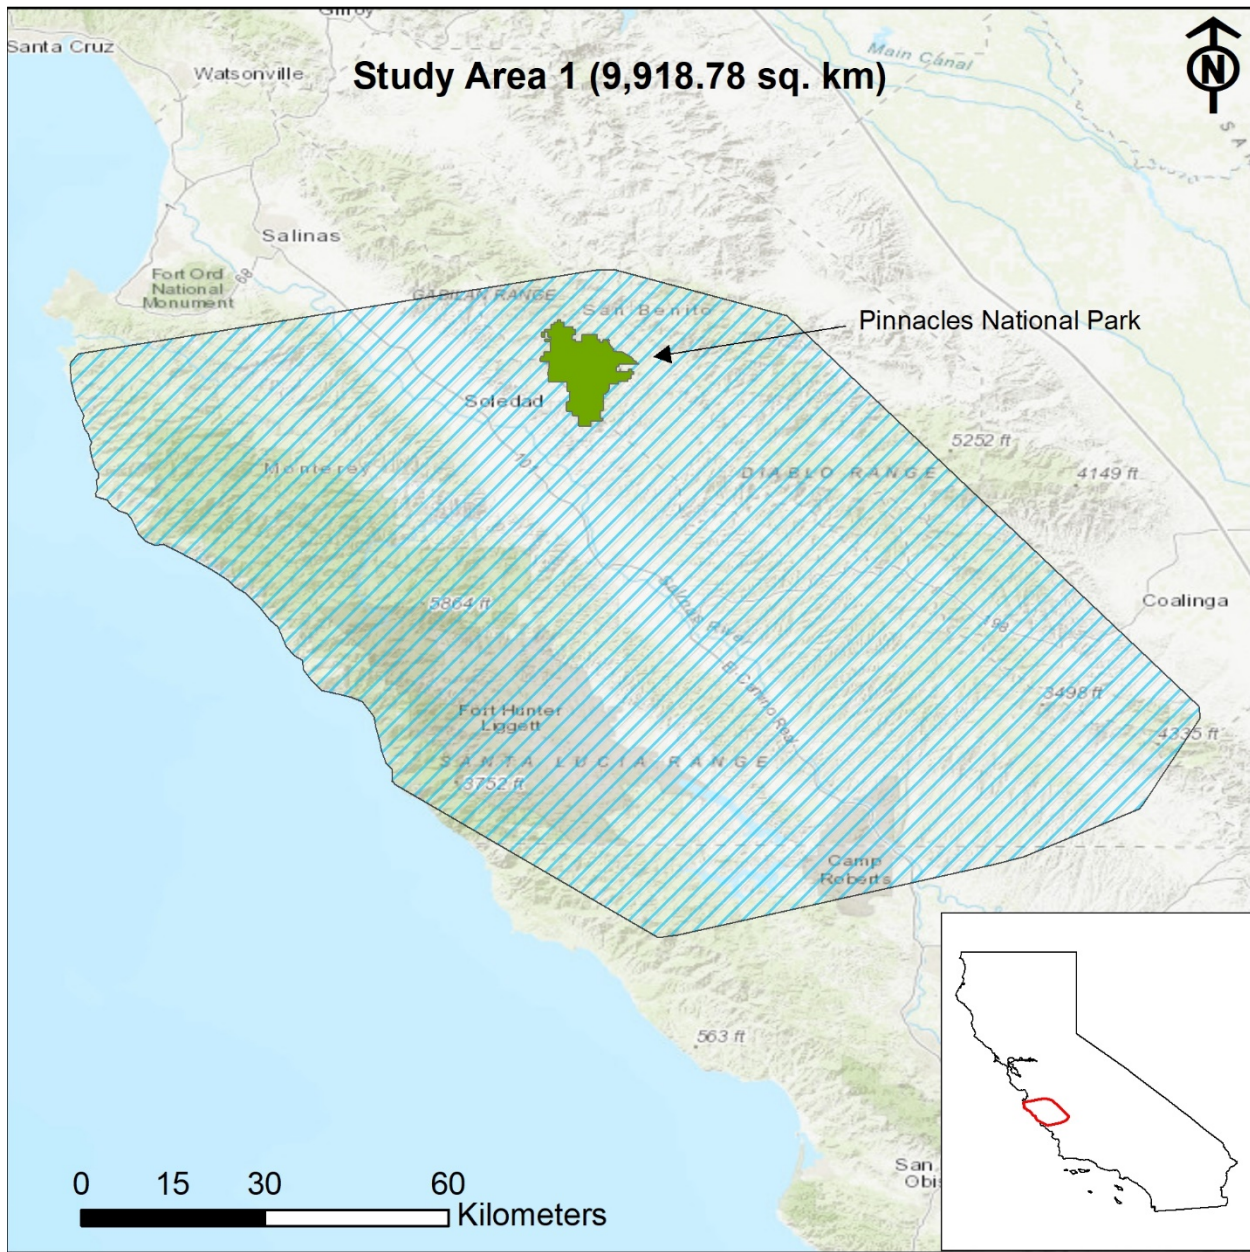 Gilroy
Santa Cruz
Watsonville
Main Canal
N
Study Area 1 (9,918.78 sq. km)
S A
1
Salinas
68
Fort Ord
National
Monument
GABILAN RANGE
San Benito
Pinnacles National Park
Soledad
101
5252 ft
Monterey
DIABLO RANGE
4149 ft
Salinas River
5864 ft
Coalinga
198
El Camino Real
3498 ft
Fort Hunter
Liggett
4335 ft
SANTA LUCIA RANGE
3752 ft
Camp
Roberts
563 ft
San
Obis
0 15 30 60
Kilometers